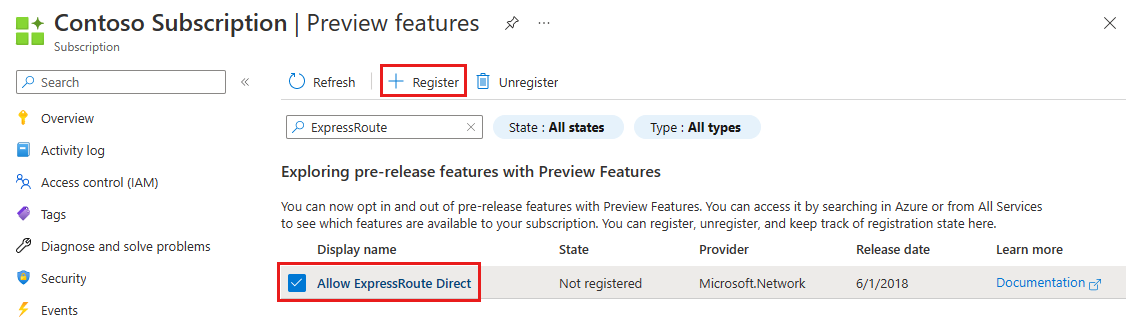 Contoso Subscription | Preview features
Subscription
Search
Overview
Activity log
Access control (IAM)
Tags
Diagnose and solve problems
Security
Events
Refresh
Register
Unregister
ExpressRoute
State : All states
Type : All types
Exploring pre-release features with Preview Features
You can now opt in and out of pre-release features with Preview Features. You can access it by searching in Azure or from All Services
to see which features are available to your subscription. You can register, unregister, and keep track of registration state here.
Display name State Provider Release date Learn more
Allow ExpressRoute Direct Not registered Microsoft.Network 6/1/2018 Documentation